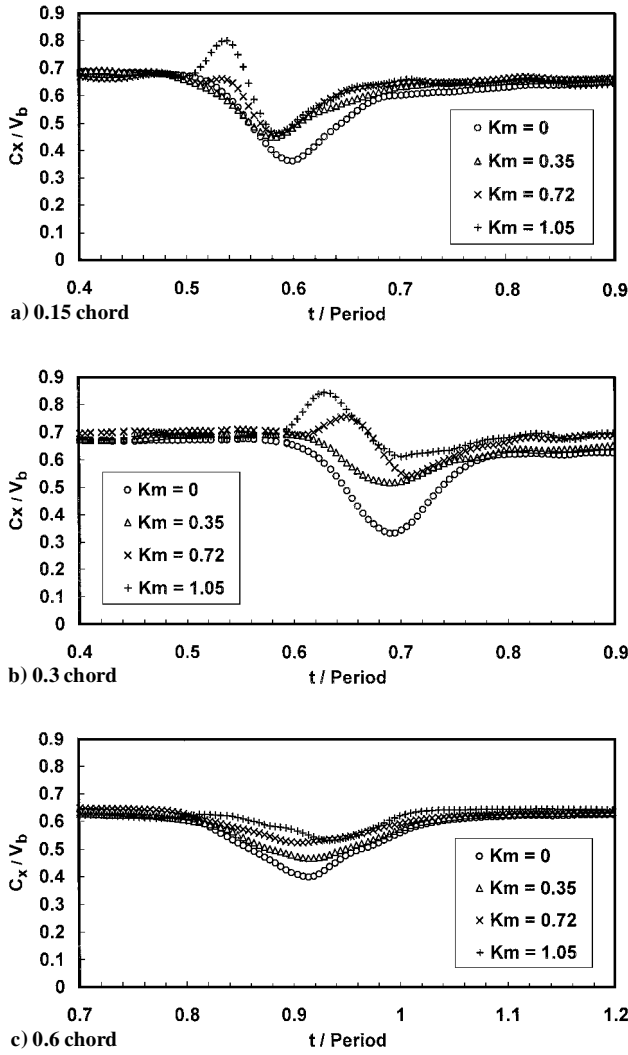 0.9
0.8
0.7
0.6
0.5
0.4
0.3
0.2
0.1
0
Cx / Vb
Km = 0
Km = 0.35
Km = 0.72
Km = 1.05
0.4 0.5 0.6 0.7 0.8 0.9
a) 0.15 chord
t / Period
0.9
0.8
0.7
0.6
0.5
0.4
0.3
0.2
0.1
0
Cx / Vb
Km = 0
Km = 0.35
Km = 0.72
Km = 1.05
0.4 0.5 0.6 0.7 0.8 0.9
b) 0.3 chord
t / Period
0.9
0.8
0.7
0.6
0.5
0.4
0.3
0.2
0.1
0
Cx / Vb
Km = 0
Km = 0.35
Km = 0.72
Km = 1.05
0.7 0.8 0.9 1 1.1 1.2
c) 0.6 chord
t / Period